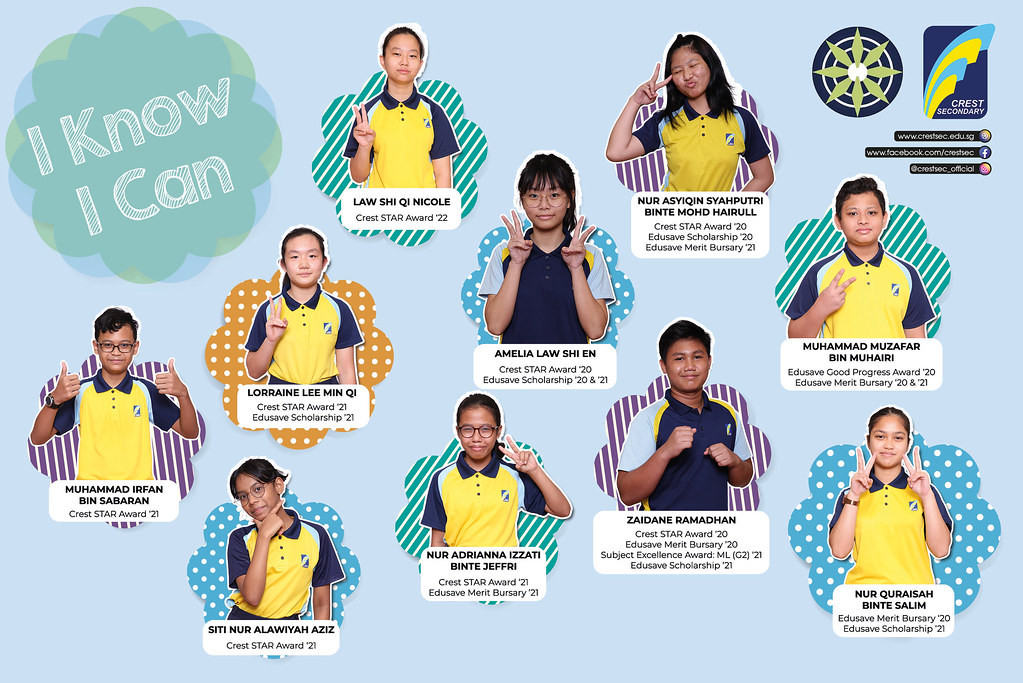 I Know
I Can
LAW SHI QI NICOLE
Crest STAR Award '22
NUR ASYIQIN SYAHPUTRI
BINTE MOHD HAIRULL
Crest STAR Award '20
Edusave Scholarship '20
Edusave Merit Bursary '21
CREST
SECONDARY
www.crestsec.edu.sg
www.facebook.com/crestsec
@crestsec_official
LORRAINE LEE MIN QI
Crest STAR Award '21
Edusave Scholarship '21
AMELIA LAW SHI EN
Crest STAR Award '20
Edusave Scholarship '20 & '21
MUHAMMAD MUZAFAR
BIN MUHAIRI
Edusave Good Progress Award '20
Edusave Merit Bursary '20 & '21
MUHAMMAD IRFAN
BIN SABARAN
Crest STAR Award '21
SITI NUR ALAWIYAH AZIZ
Crest STAR Award '21
NUR ADRIANNA IZZATI
BINTE JEFFRI
Crest STAR Award '21
Edusave Merit Bursary '21
ZAIDANE RAMADHAN
Crest STAR Award '20
Edusave Merit Bursary '20
Subject Excellence Award: ML (G2) '21
Edusave Scholarship '21
NUR QURAISAH
BINTE SALIM
Edusave Merit Bursary '20
Edusave Scholarship '21